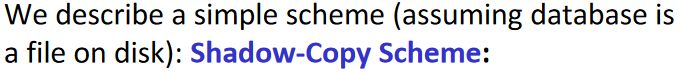 We describe a simple scheme (assuming database is
a file on disk): Shadow-Copy Scheme: